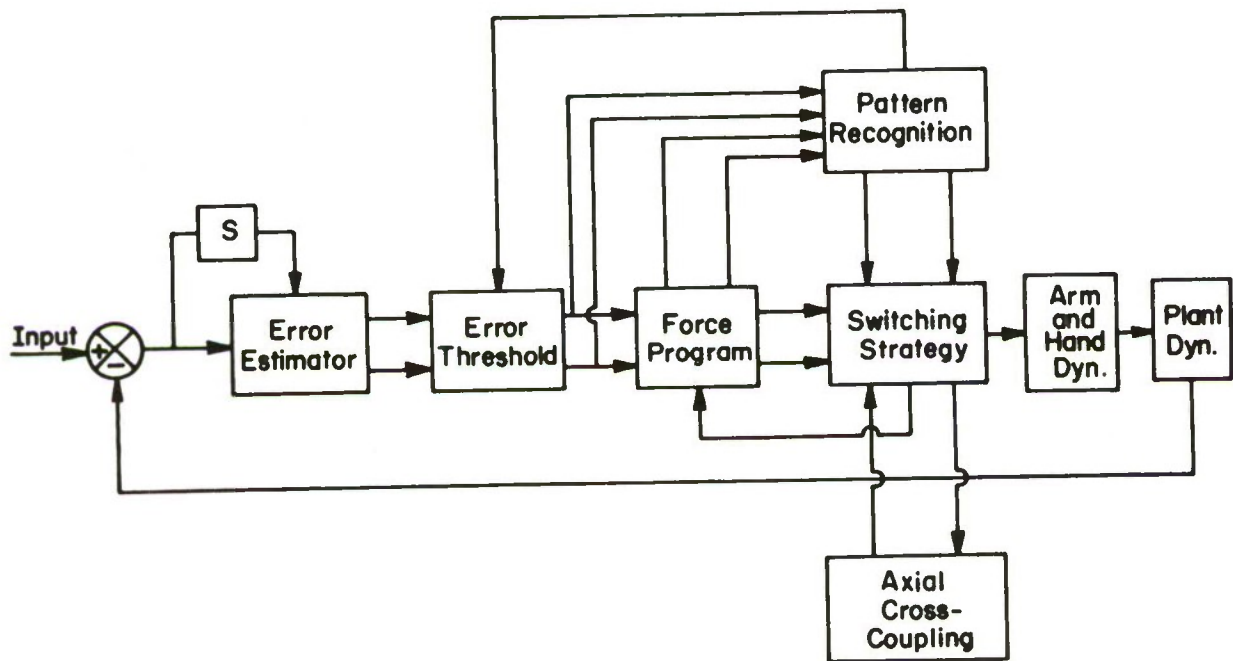 Pattern
Recognition
S
Input
+
-
Error
Estimator
Error
Threshold
Force
Program
Switching
Strategy
Arm
and
Hand
Dyn.
Plant
Dyn.
Axial
Cross-
Coupling